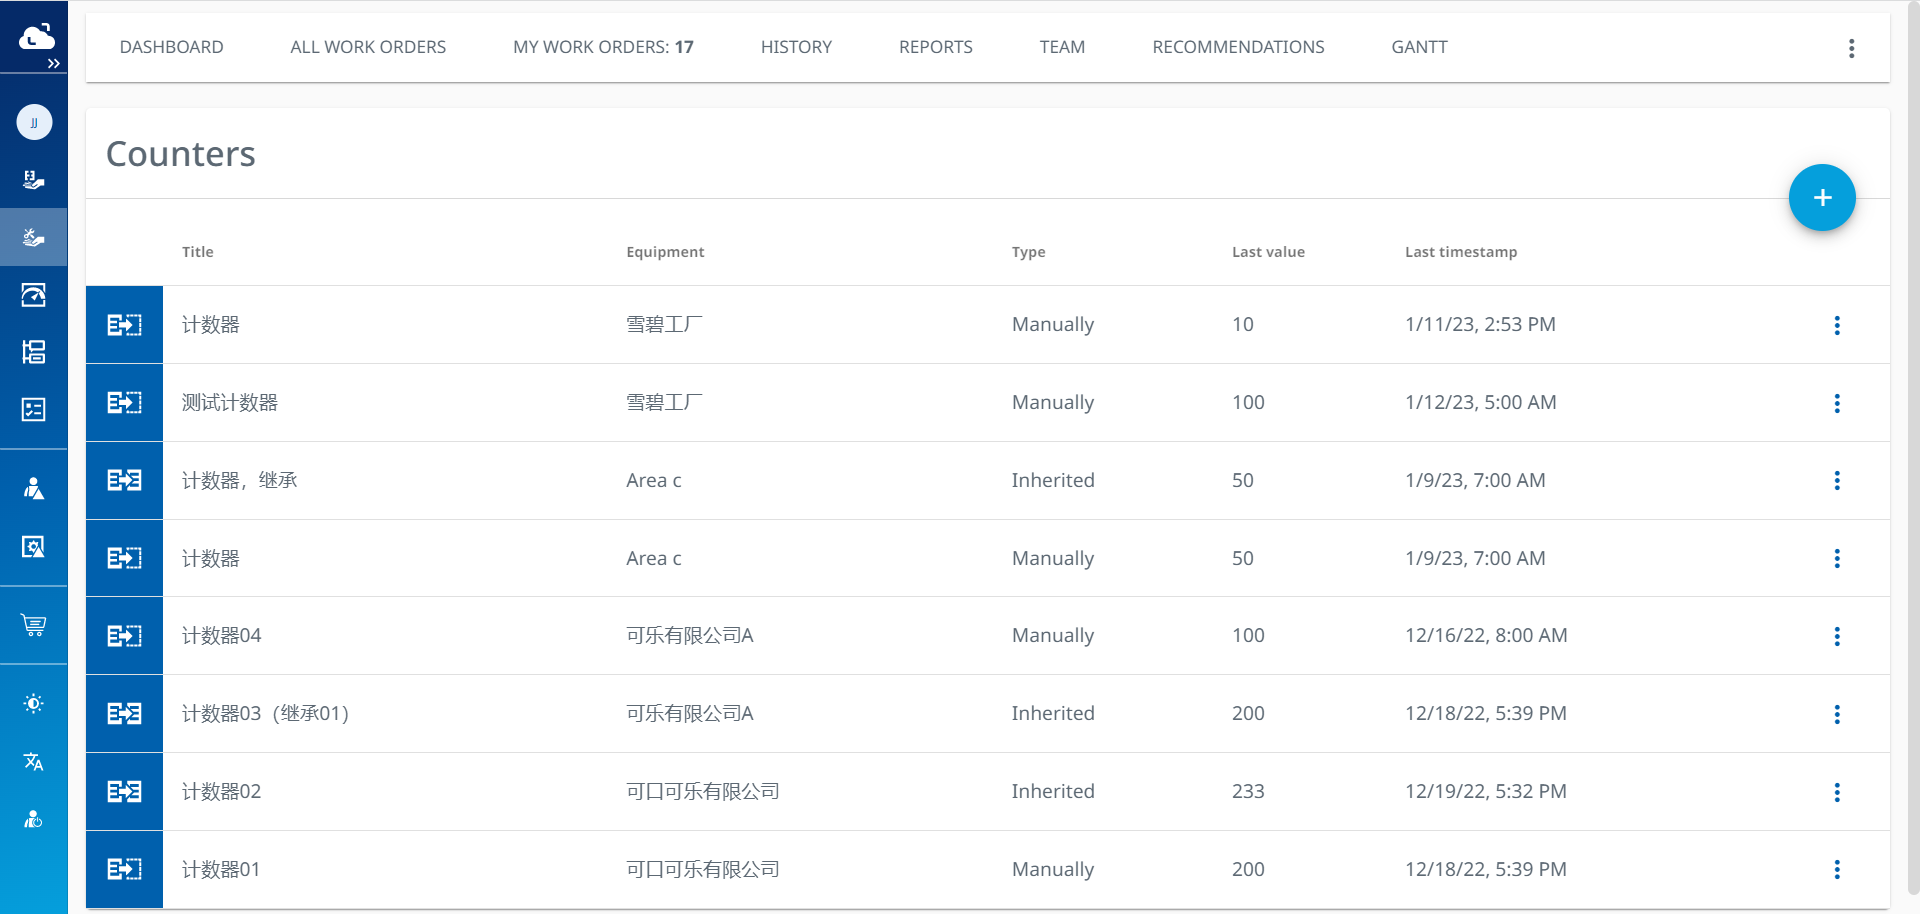 DASHBOARD ALL WORK ORDERS MY WORK ORDERS: 17 HISTORY REPORTS TEAM RECOMMENDATIONS GANTT
JJ
Counters
Title Equipment Type Last value Last timestamp
计数器 雪碧工厂 Manually 10 1/11/23, 2:53 PM
测试计数器 雪碧工厂 Manually 100 1/12/23, 5:00 AM
计数器，继承 Area c Inherited 50 1/9/23, 7:00 AM
计数器 Area c Manually 50 1/9/23, 7:00 AM
计数器04 可乐有限公司A Manually 100 12/16/22, 8:00 AM
计数器03（继承01） 可乐有限公司A Inherited 200 12/18/22, 5:39 PM
计数器02 可口可乐有限公司 Inherited 233 12/19/22, 5:32 PM
计数器01 可口可乐有限公司 Manually 200 12/18/22, 5:39 PM